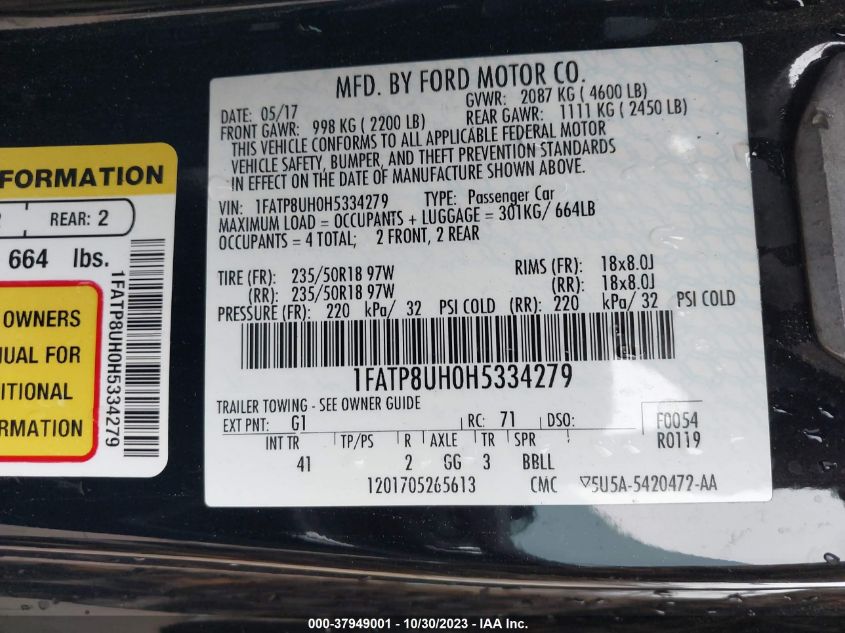 MFD. BY FORD MOTOR CO.
DATE: 05/17
GVWR: 2087 KG ( 4600 LB)
FRONT GAWR: 998 KG ( 2200 LB)
REAR GAWR: 1111 KG ( 2450 LB)
THIS VEHICLE CONFORMS TO ALL APPLICABLE FEDERAL MOTOR
VEHICLE SAFETY, BUMPER, AND THEFT PREVENTION STANDARDS
IN EFFECT ON THE DATE OF MANUFACTURE SHOWN ABOVE.
VIN: 1FATP8UH0H5334279 TYPE: Passenger Car
MAXIMUM LOAD = OCCUPANTS + LUGGAGE = 301KG/ 664LB
OCCUPANTS = 4 TOTAL; 2 FRONT, 2 REAR
TIRE (FR): 235/50R18 97W RIMS (FR): 18x8.0J
(RR): 235/50R18 97W (RR): 18x8.0J
PRESSURE (FR): 220 kPa/ 32 PSI COLD (RR): 220 kPa/ 32 PSI COLD
1FATP8UH0H5334279
TRAILER TOWING - SEE OWNER GUIDE
EXT PNT: G1 RC: 71 DSO: F0054
R0119
INT TR TP/PS R AXLE TR SPR
41 2 GG 3 BBLL
1201705265613 CMC ▽5U5A-5420472-AA
FORMATION
REAR: 2
664 lbs.
OWNERS
NUAL FOR
ITIONAL
ORMATION
1FATP8UH0H5334279
000-37949001 - 10/30/2023 - IAA Inc.